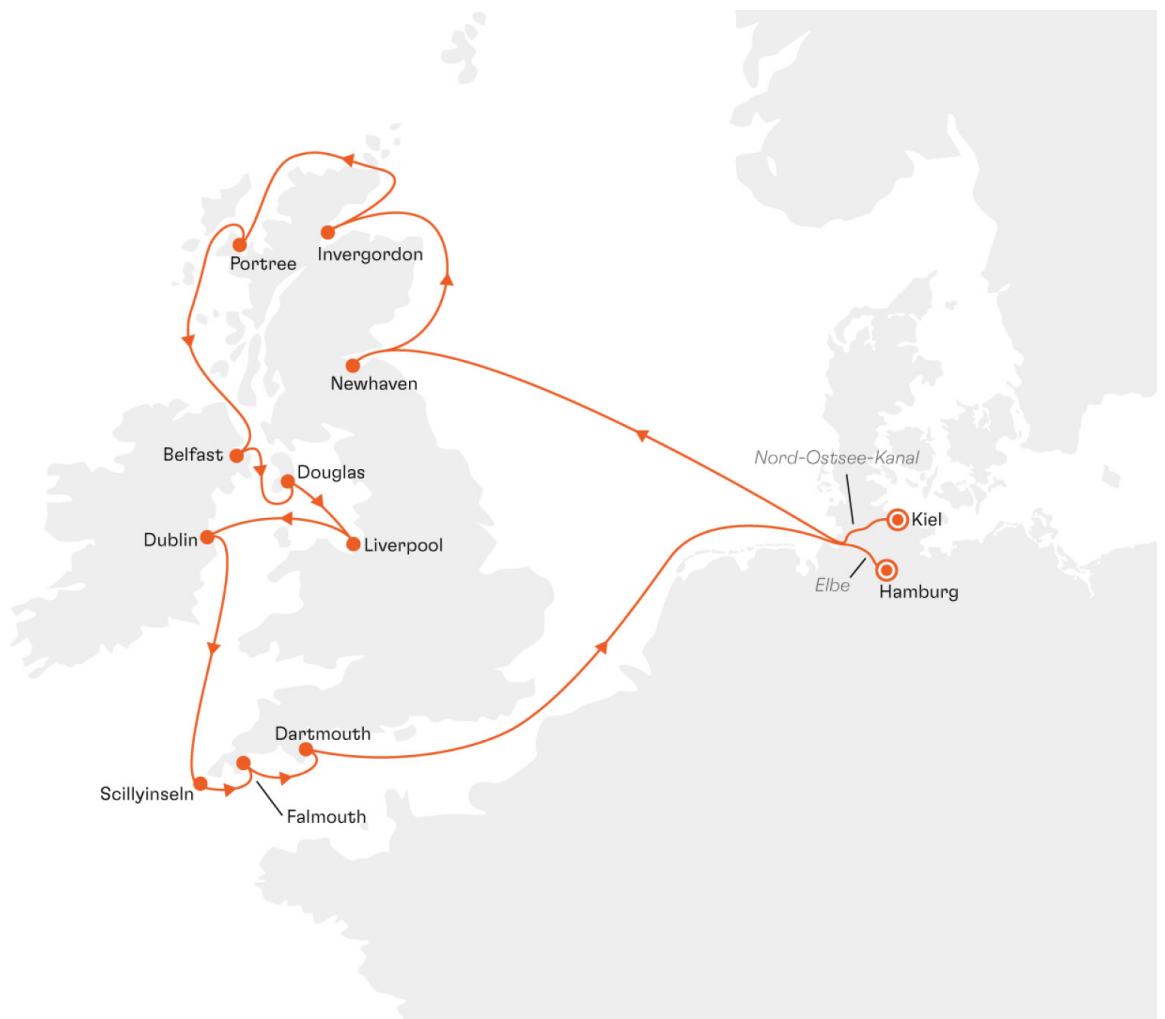 Portree
Invergordon
Newhaven
Belfast
Douglas
Nord-Ostsee-Kanal
Kiel
Dublin
Liverpool
Elbe
Hamburg
Dartmouth
Scillyinseln
Falmouth